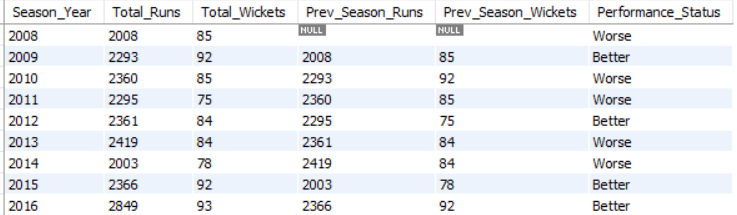 Season_Year Total_Runs Total_Wickets Prev_Season_Runs Prev_Season_Wickets Performance_Status
2008 2008 85 NULL NULL Worse
2009 2293 92 2008 85 Better
2010 2360 85 2293 92 Worse
2011 2295 75 2360 85 Worse
2012 2361 84 2295 75 Better
2013 2419 84 2361 84 Worse
2014 2003 78 2419 84 Worse
2015 2366 92 2003 78 Better
2016 2849 93 2366 92 Better